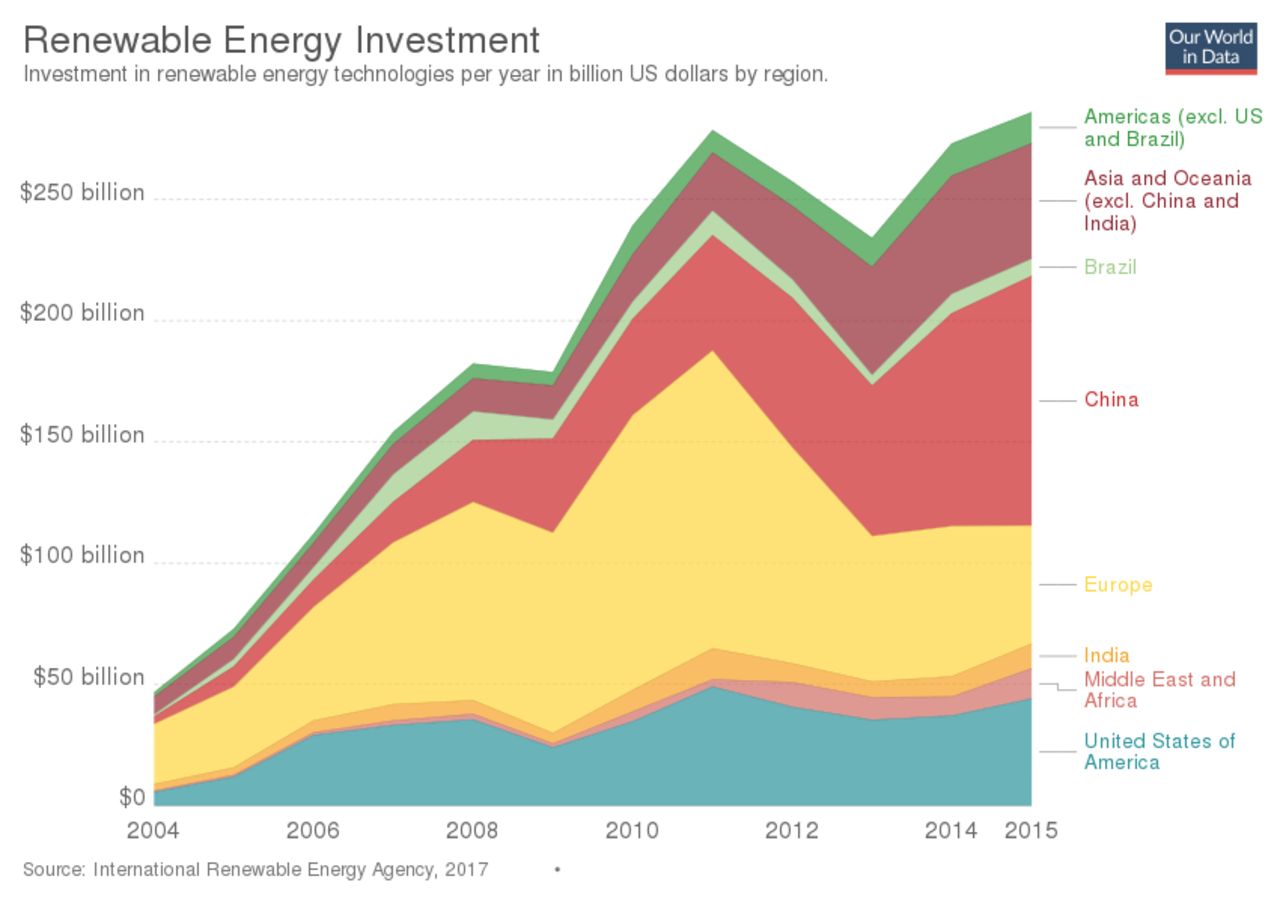 Renewable Energy Investment
Investment in renewable energy technologies per year in billion US dollars by region.
Our World
in Data
$250 billion
$200 billion
$150 billion
$100 billion
$50 billion
$0
Americas (excl. US
and Brazil)
Asia and Oceania
(excl. China and
India)
Brazil
China
Europe
India
Middle East and
Africa
United States of
America
2004 2006 2008 2010 2012 2014 2015
Source: International Renewable Energy Agency, 2017 •